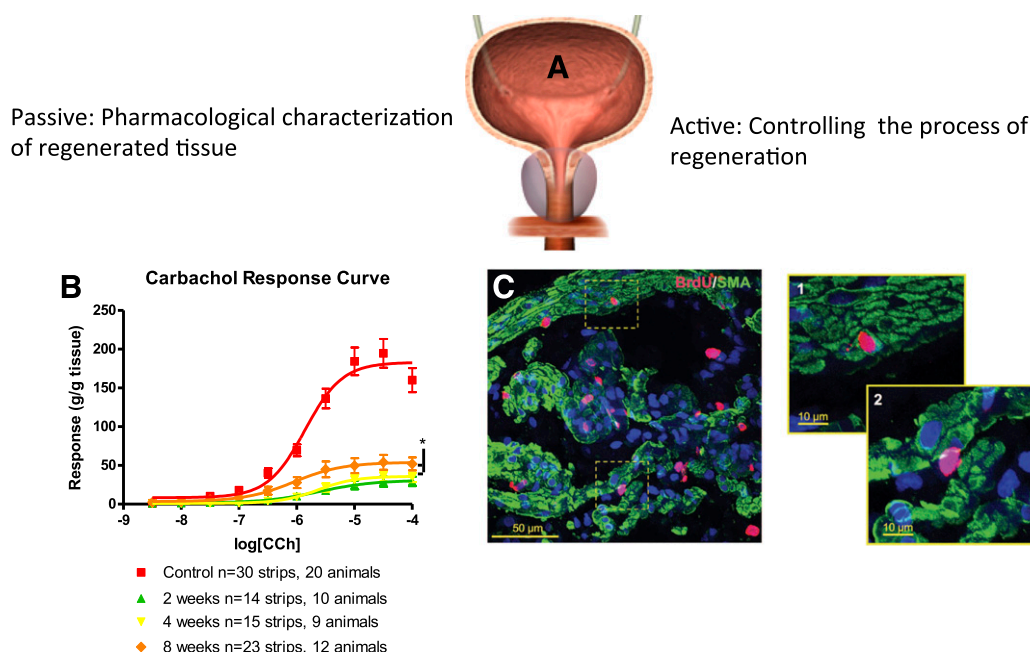 A
Passive: Pharmacological characterization
of regenerated tissue
Active: Controlling  the process of
regeneration
B
Carbachol Response Curve
Response (g/g tissue)
250
200
150
100
50
0
*
-9
-8
-7
-6
-5
-4
log[CCh]
Control n=30 strips, 20 animals
2 weeks n=14 strips, 10 animals
4 weeks n=15 strips, 9 animals
8 weeks n=23 strips, 12 animals
C
BrdU/SMA
50 µm
1
10 µm
2
10 µm